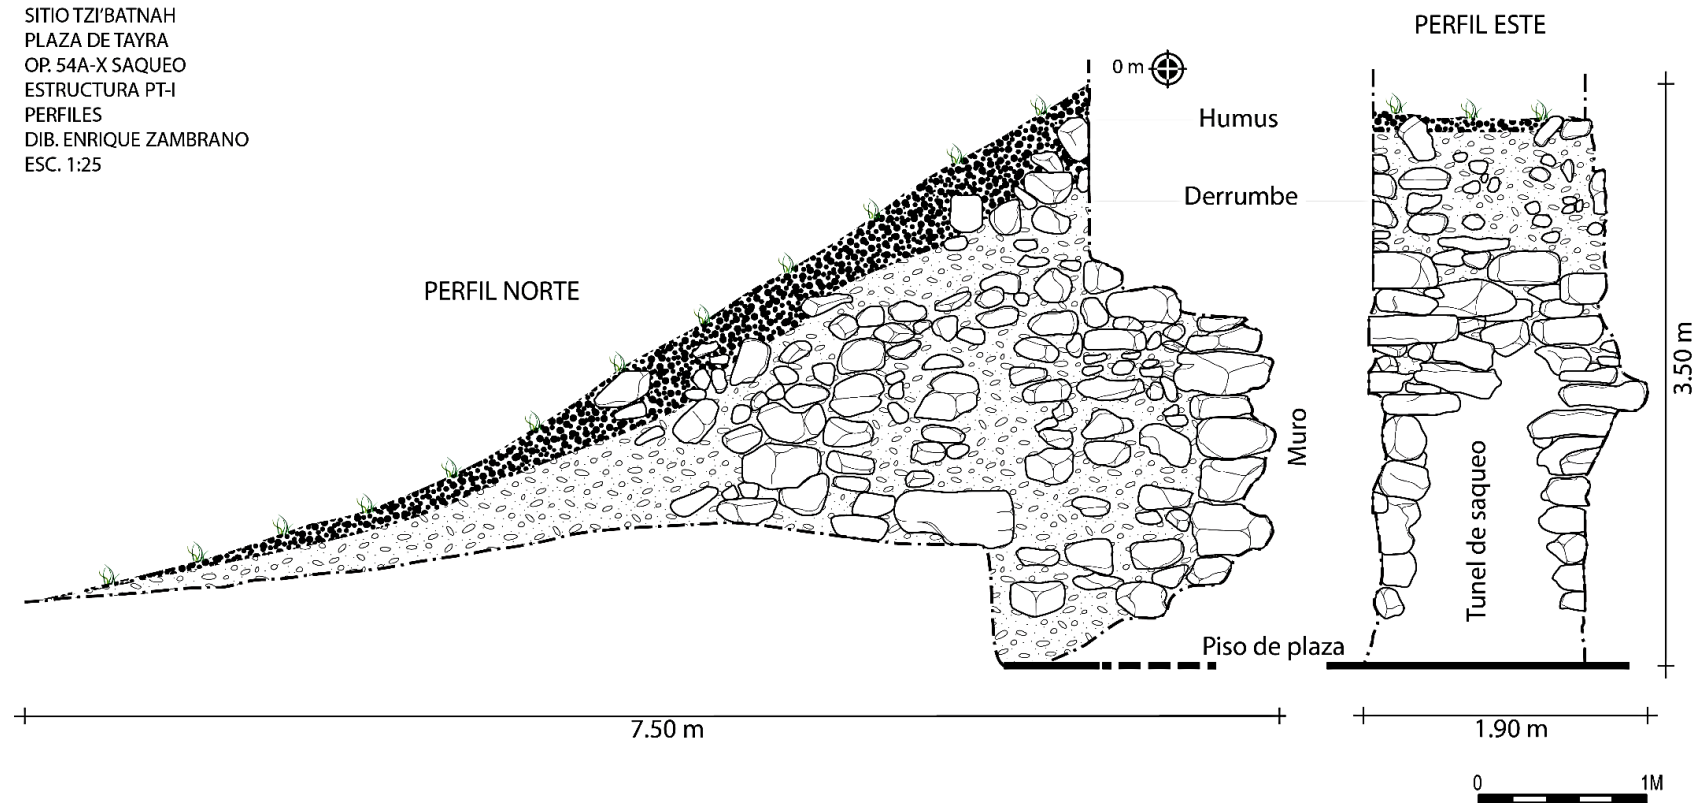 SITIO TZI'BATNAH
PLAZA DE TAYRA
OP. 54A-X SAQUEO
ESTRUCTURA PT-I
PERFILES
DIB. ENRIQUE ZAMBRANO
ESC. 1:25
PERFIL NORTE
0 m
Humus
Derrumbe
Muro
Piso de plaza
7.50 m
PERFIL ESTE
Tunel de saqueo
3.50 m
1.90 m
0 1M